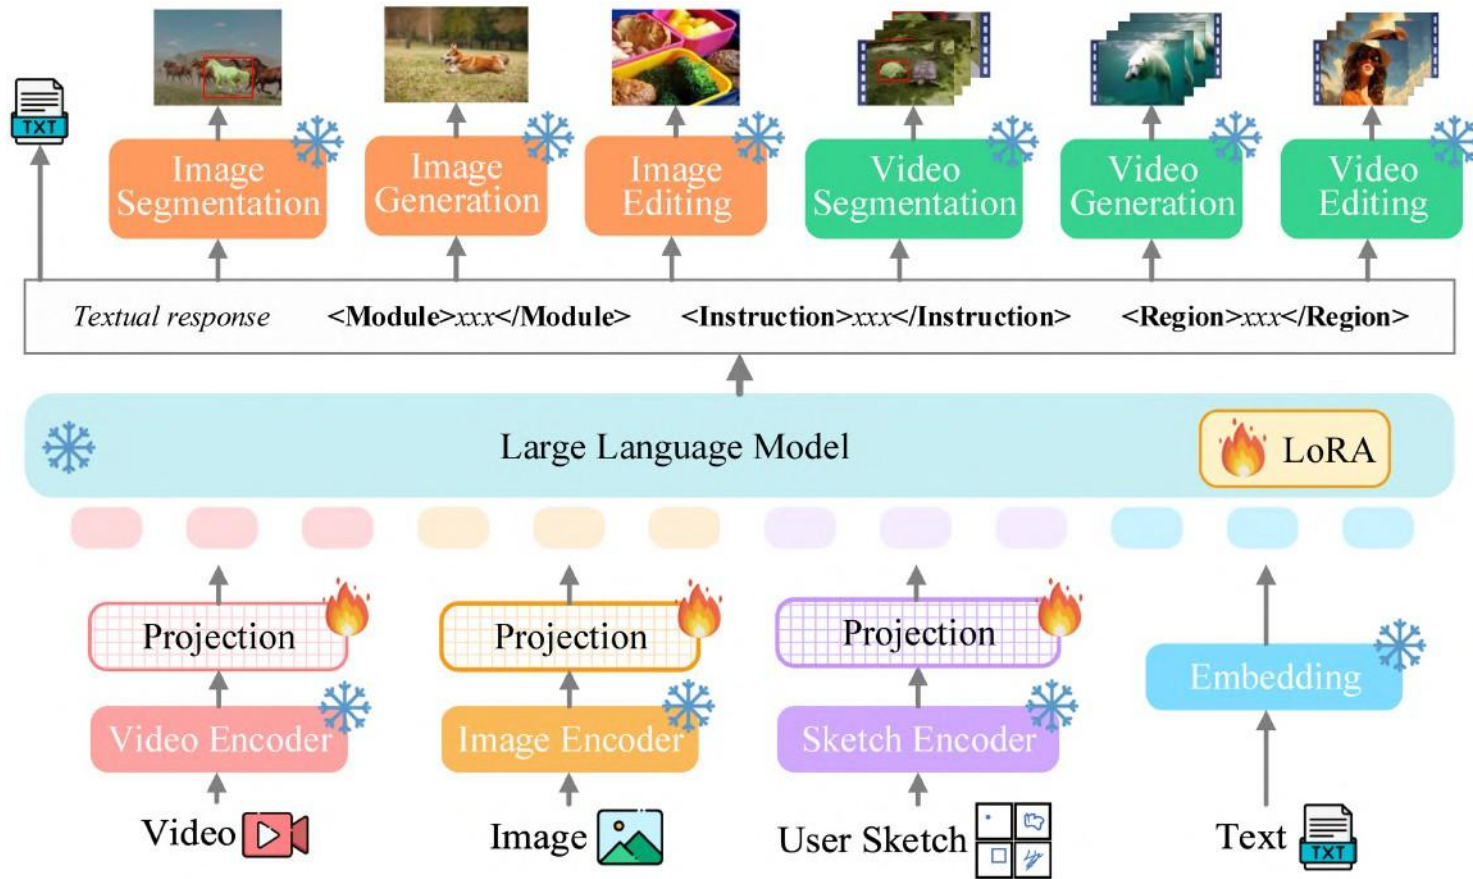 TXT
Image
Segmentation
Image
Generation
Image
Editing
Video
Segmentation
Video
Generation
Video
Editing
Textual response <Module>xxx</Module> <Instruction>xxx</Instruction> <Region>xxx</Region>
Large Language Model
LoRA
Projection
Projection
Projection
Embedding
Video Encoder
Image Encoder
Sketch Encoder
Video
Image
User Sketch
Text
TXT